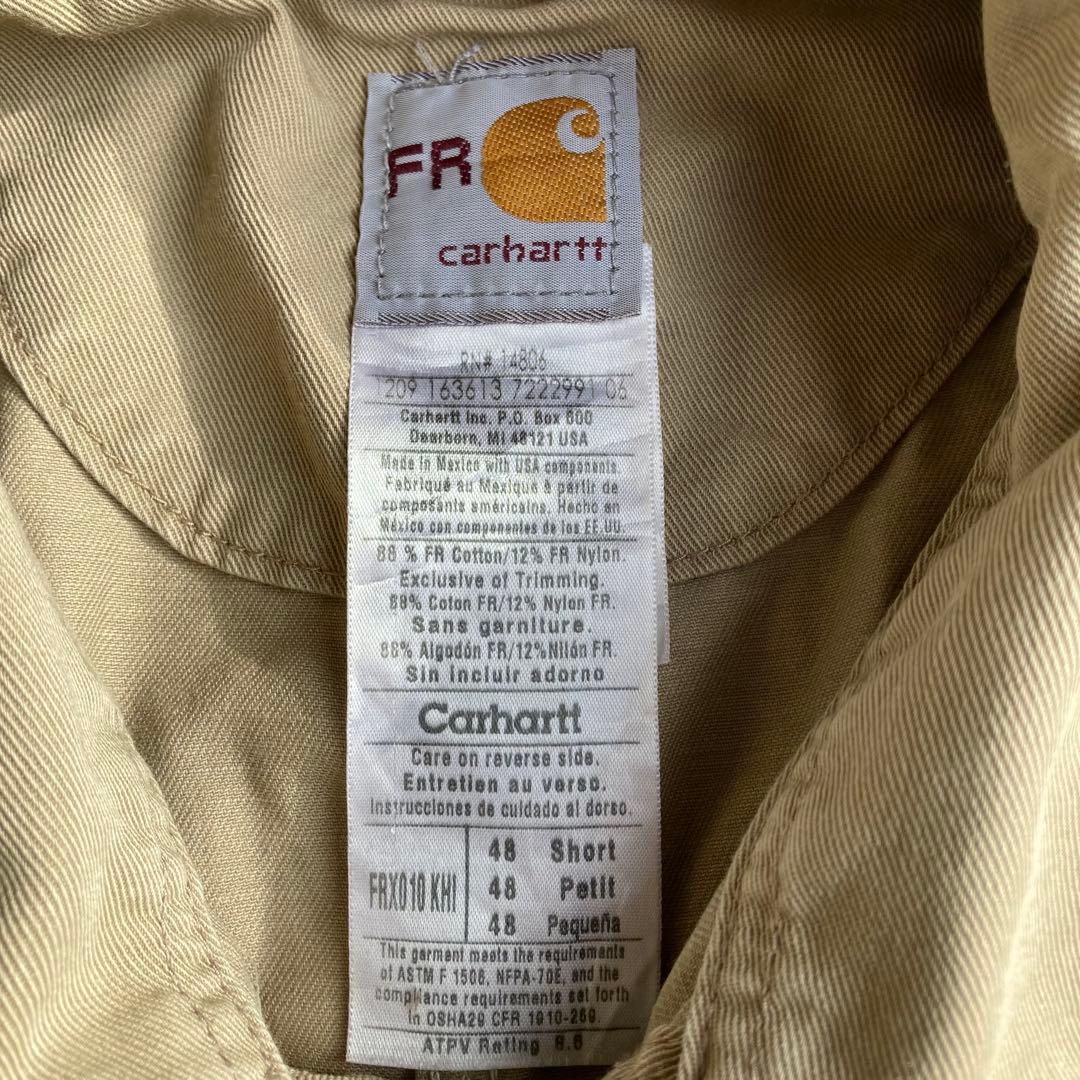 FR
carhartt
RN# 14806
1209 163613 7222991 06
Carhartt Inc. P.O. Box 600
Dearborn, MI 48121 USA
Made in Mexico with USA components.
Fabriqué au Mexique à partir de
composants américains. Hecho en
México con componentes de los EE.UU.
88 % FR Cotton/12% FR Nylon.
Exclusive of Trimming.
88% Coton FR/12% Nylon FR.
Sans garniture.
88% Algodón FR/12% Nilón FR.
Sin incluir adorno
Carhartt
Care on reverse side.
Entretien au verso.
Instrucciones de cuidado al dorso.
FRX010 KHI
48 Short
48 Petit
48 Pequeña
This garment meets the requirements
of ASTM F 1506, NFPA-70E, and the
compliance requirements set forth
in OSHA29 CFR 1910-269.
ATPV Rating 8.6